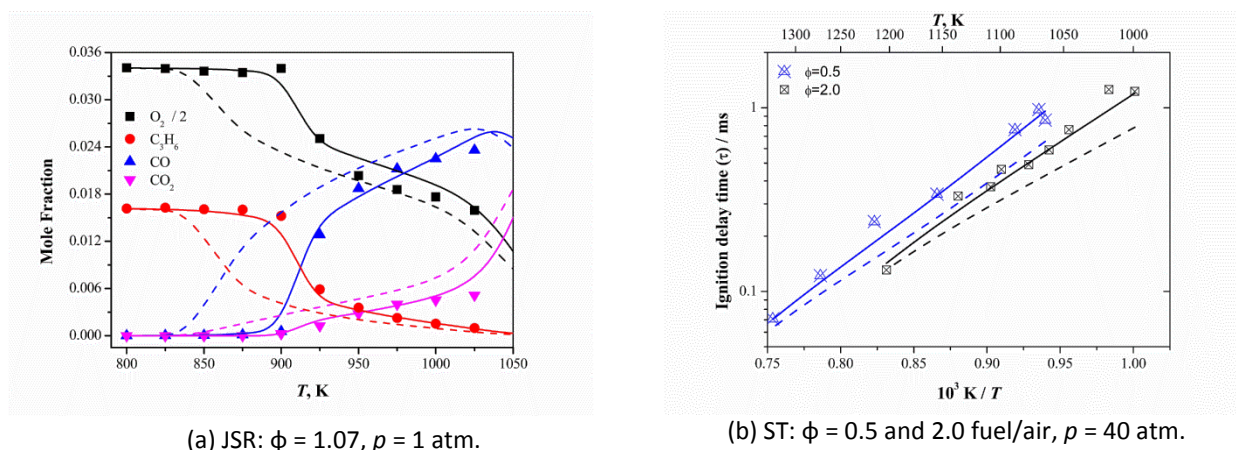 0.036
0.030
0.024
0.018
0.012
0.006
0.000
Mole Fraction
O₂ / 2
C₃H₆
CO
CO₂
800 850 900 950 1000 1050
T, K
(a) JSR: ϕ = 1.07, p = 1 atm.
T, K
1300 1250 1200 1150 1100 1050 1000
ϕ=0.5
ϕ=2.0
1
0.1
Ignition delay time (τ) / ms
0.75 0.80 0.85 0.90 0.95 1.00
10³ K / T
(b) ST: ϕ = 0.5 and 2.0 fuel/air, p = 40 atm.